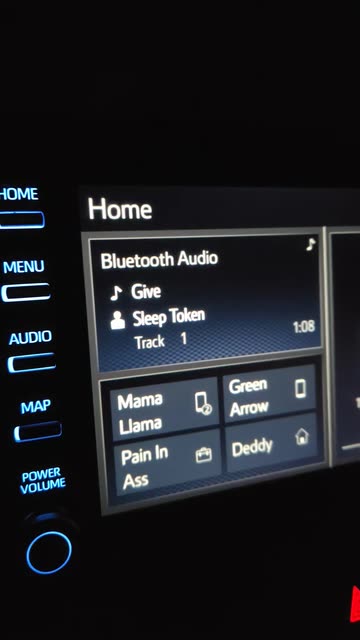 HOME
MENU
AUDIO
MAP
POWER
VOLUME
Home
Bluetooth Audio
Give
Sleep Token
Track 1
1:08
Mama
Llama
Green
Arrow
Pain In
Ass
Deddy